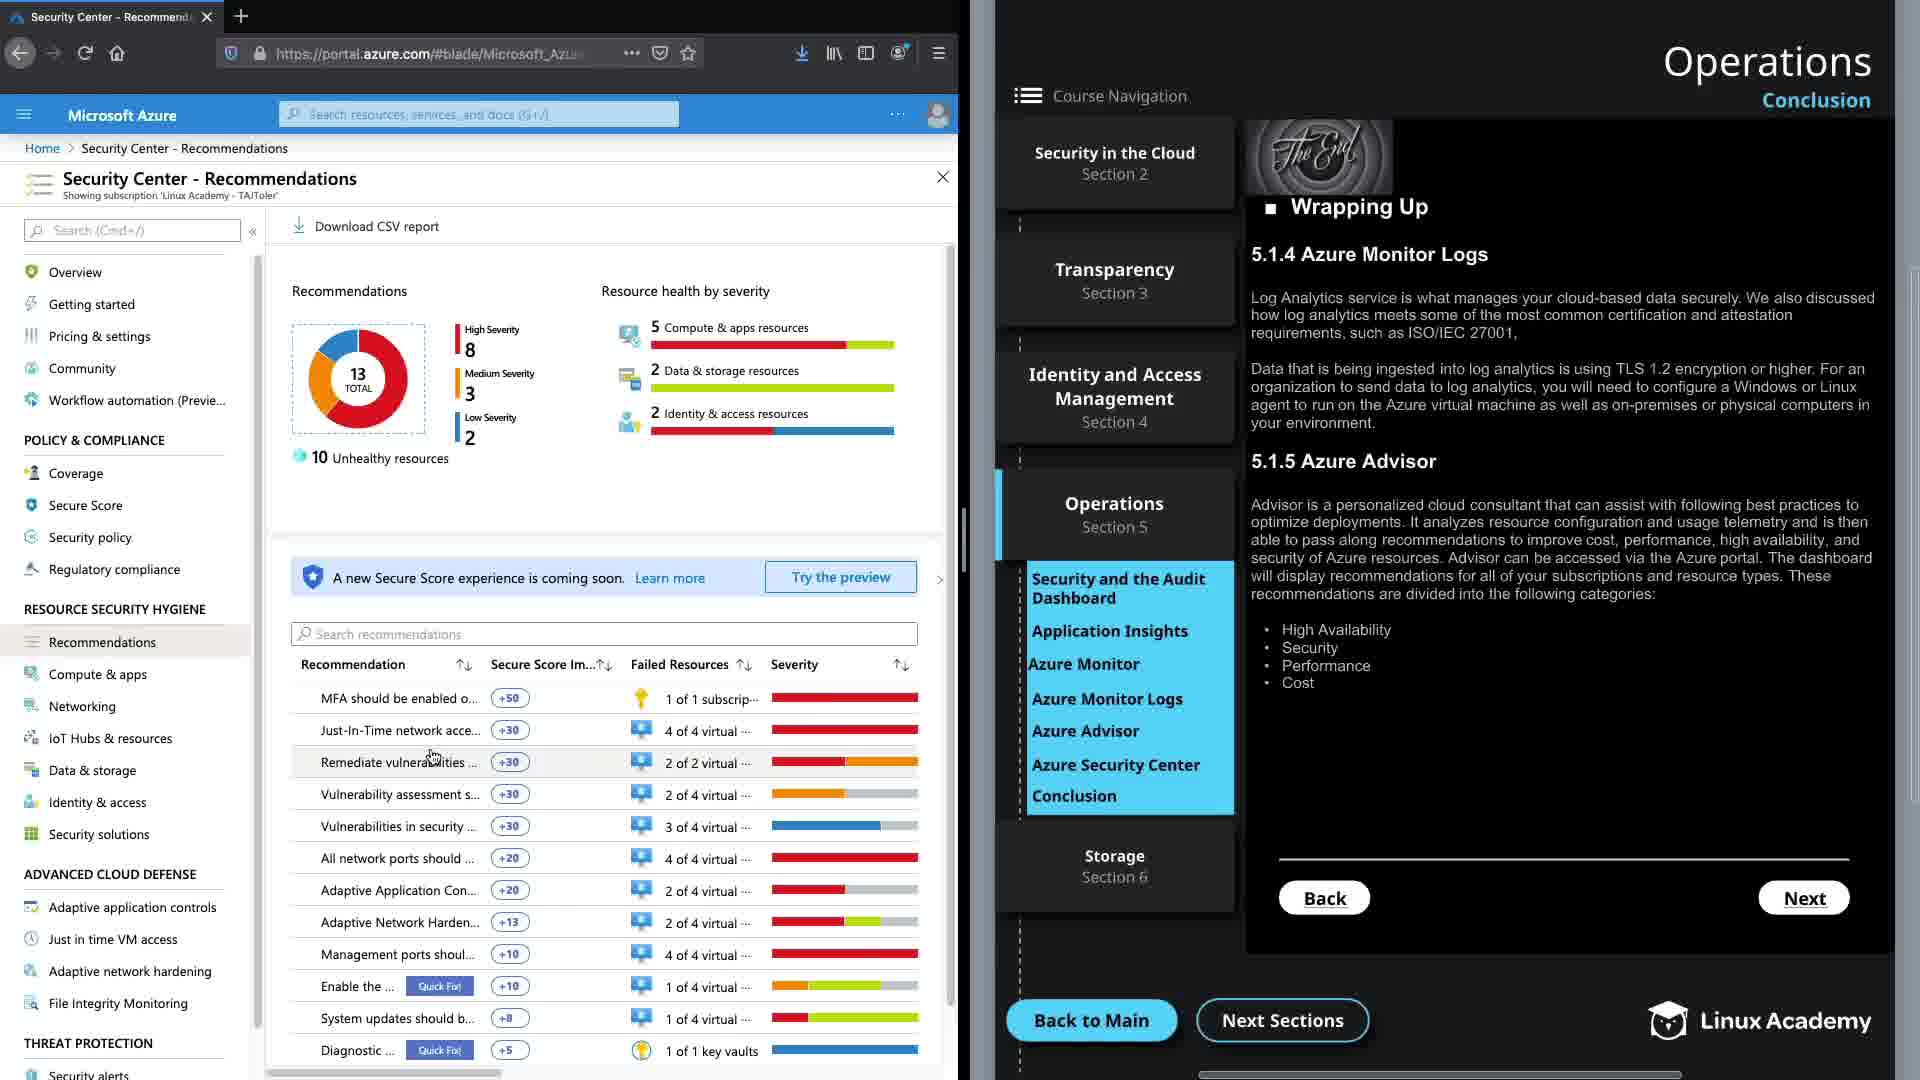 Security Center - Recommend
https://portal.azure.com/#blade/Microsoft_Azu
Microsoft Azure
Search resources, services, and docs (G+/)
Home > Security Center - Recommendations
Security Center - Recommendations
Showing subscription 'Linux Academy - TAJToler'
Search (Cmd+/)
Overview
Getting started
Pricing & settings
Community
Workflow automation (Previe...
POLICY & COMPLIANCE
Coverage
Secure Score
Security policy
Regulatory compliance
RESOURCE SECURITY HYGIENE
Recommendations
Compute & apps
Networking
IoT Hubs & resources
Data & storage
Identity & access
Security solutions
ADVANCED CLOUD DEFENSE
Adaptive application controls
Just in time VM access
Adaptive network hardening
File Integrity Monitoring
THREAT PROTECTION
Security alerts
Download CSV report
Recommendations
13
TOTAL
High Severity
8
Medium Severity
3
Low Severity
2
10 Unhealthy resources
Resource health by severity
5 Compute & apps resources
2 Data & storage resources
2 Identity & access resources
A new Secure Score experience is coming soon. Learn more
Try the preview
Search recommendations
Recommendation Secure Score Im... Failed Resources Severity
MFA should be enabled o... +50 1 of 1 subscrip...
Just-In-Time network acce... +30 4 of 4 virtual ...
Remediate vulnerabilities ... +30 2 of 2 virtual ...
Vulnerability assessment s... +30 2 of 4 virtual ...
Vulnerabilities in security ... +30 3 of 4 virtual ...
All network ports should ... +20 4 of 4 virtual ...
Adaptive Application Con... +20 2 of 4 virtual ...
Adaptive Network Harden... +13 2 of 4 virtual ...
Management ports shoul... +10 4 of 4 virtual ...
Enable the ... Quick Fix! +10 1 of 4 virtual ...
System updates should b... +8 1 of 4 virtual ...
Diagnostic ... Quick Fix! +5 1 of 1 key vaults
Operations
Conclusion
Course Navigation
Security in the Cloud
Section 2
Transparency
Section 3
Identity and Access
Management
Section 4
Operations
Section 5
Security and the Audit
Dashboard
Application Insights
Azure Monitor
Azure Monitor Logs
Azure Advisor
Azure Security Center
Conclusion
Storage
Section 6
The End
■ Wrapping Up
5.1.4 Azure Monitor Logs
Log Analytics service is what manages your cloud-based data securely. We also discussed
how log analytics meets some of the most common certification and attestation
requirements, such as ISO/IEC 27001,
Data that is being ingested into log analytics is using TLS 1.2 encryption or higher. For an
organization to send data to log analytics, you will need to configure a Windows or Linux
agent to run on the Azure virtual machine as well as on-premises or physical computers in
your environment.
5.1.5 Azure Advisor
Advisor is a personalized cloud consultant that can assist with following best practices to
optimize deployments. It analyzes resource configuration and usage telemetry and is then
able to pass along recommendations to improve cost, performance, high availability, and
security of Azure resources. Advisor can be accessed via the Azure portal. The dashboard
will display recommendations for all of your subscriptions and resource types. These
recommendations are divided into the following categories:
• High Availability
• Security
• Performance
• Cost
Back
Next
Back to Main
Next Sections
Linux Academy